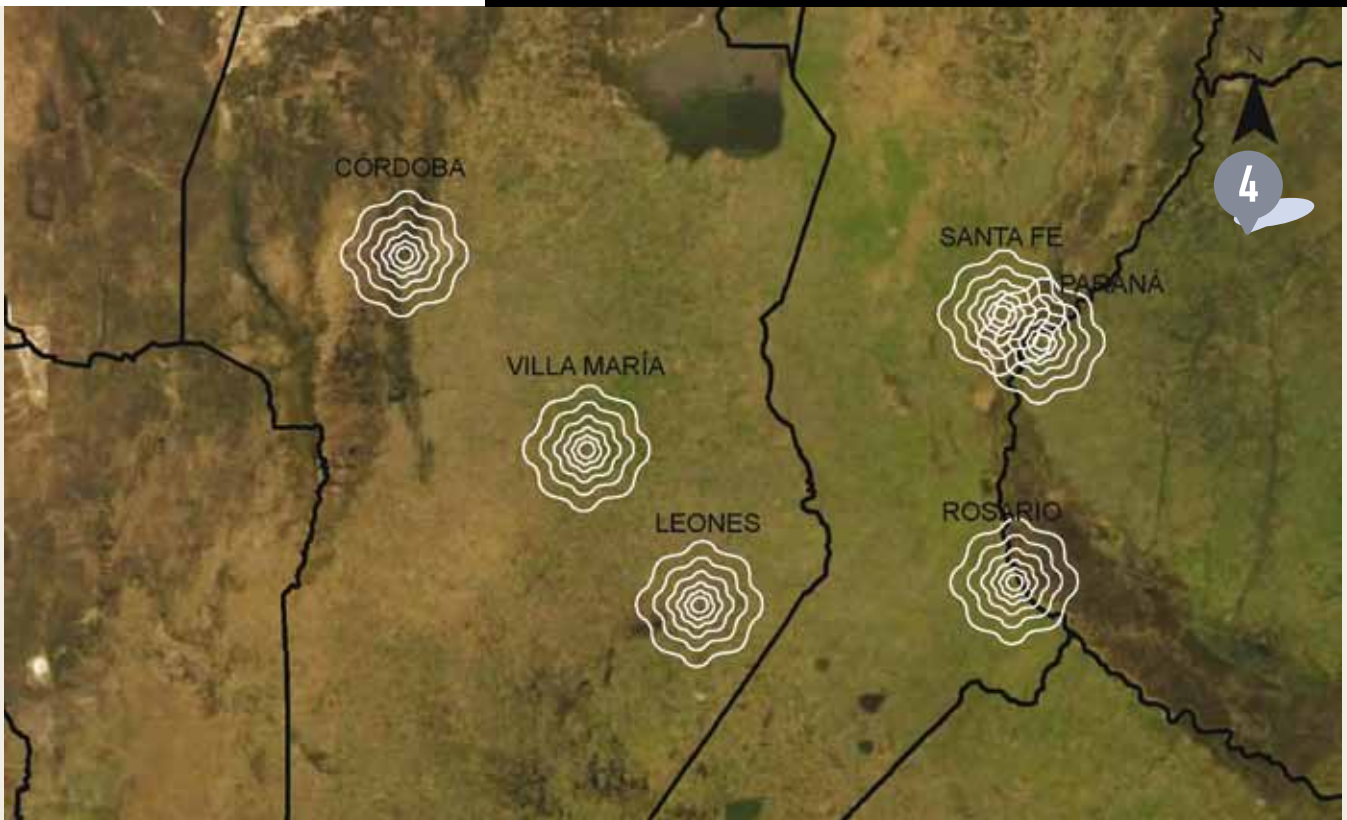 N
CÓRDOBA
4
SANTA FE
PARANÁ
VILLA MARÍA
LEONES
ROSARIO